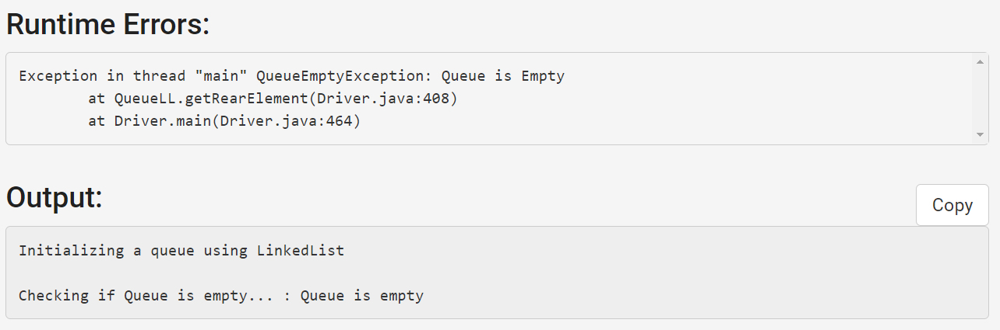 Runtime Errors:
Exception in thread "main" QueueEmptyException: Queue is Empty
at QueueLL.getRearElement(Driver.java:408)
at Driver.main(Driver.java:464)
Output:
Copy
Initializing a queue using LinkedList
Checking if Queue is empty... : Queue is empty